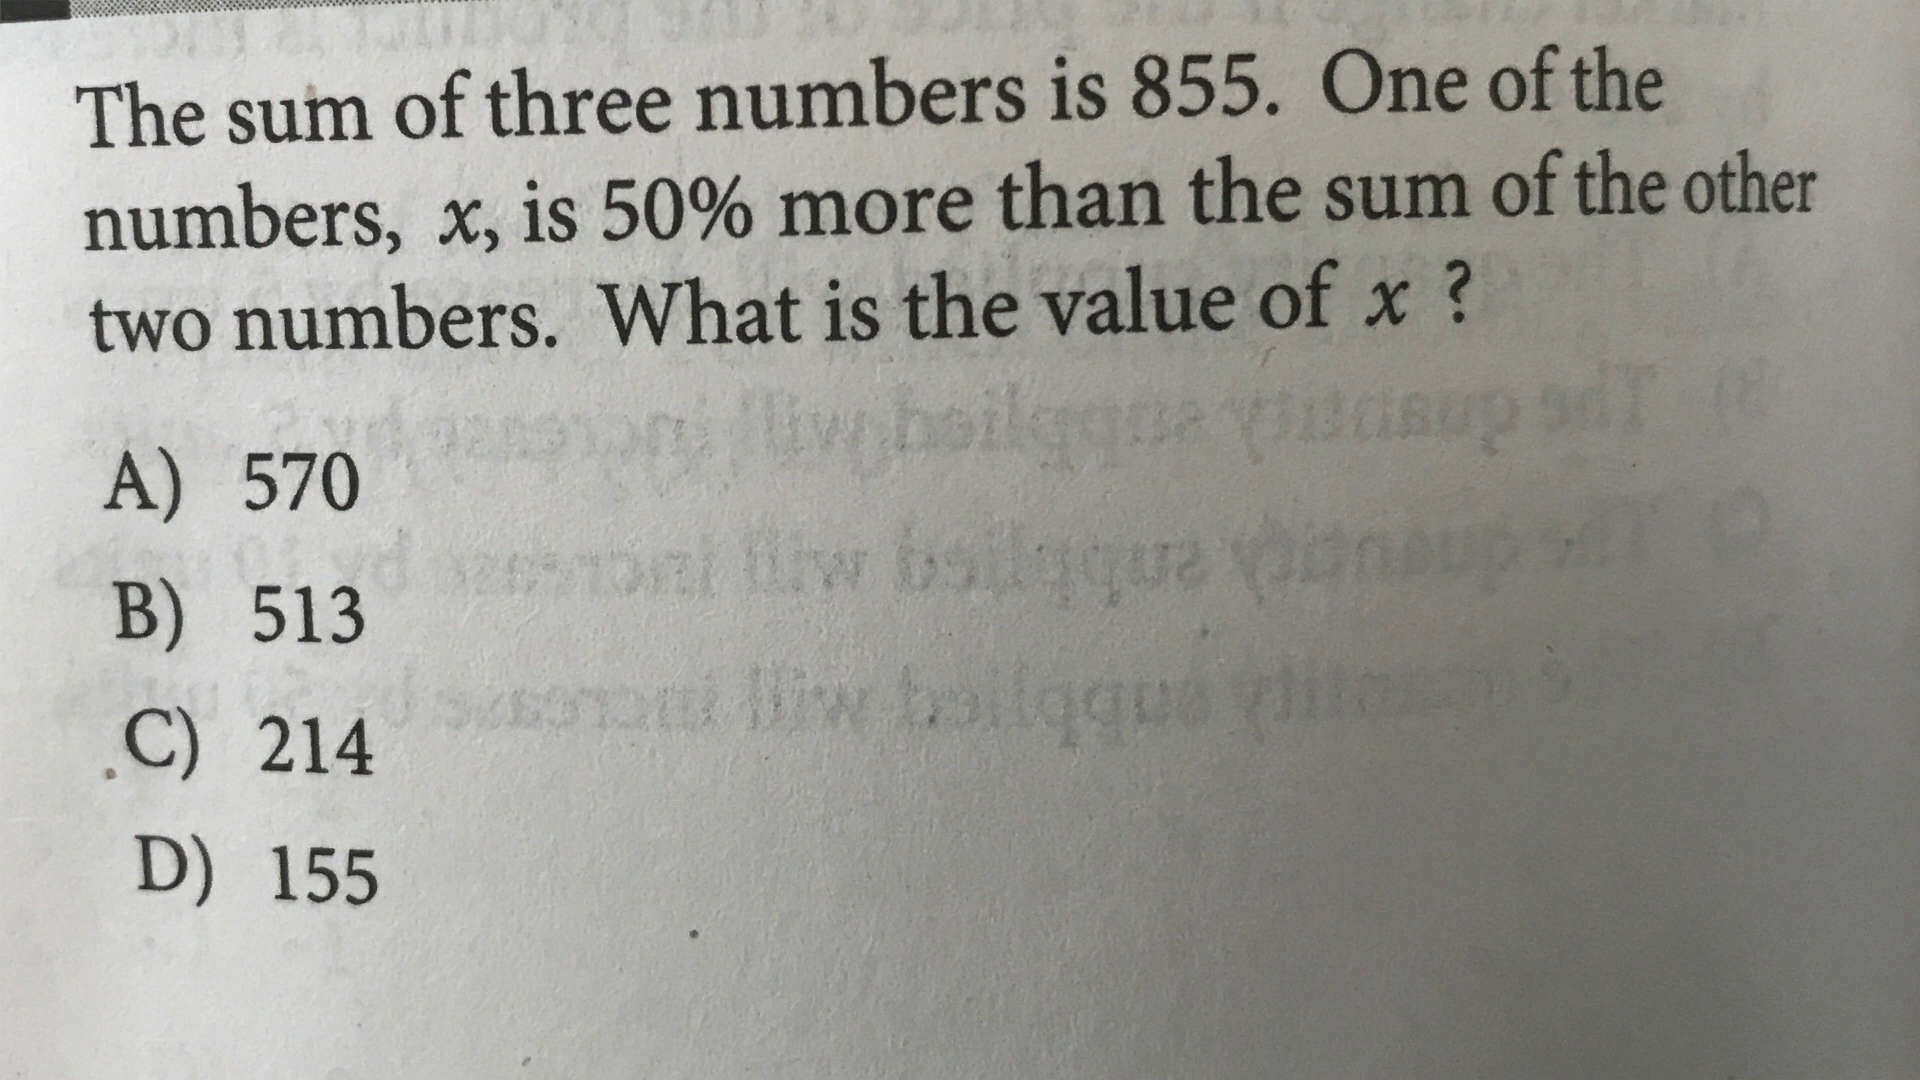 The sum of three numbers is 855. One of the
numbers, x, is 50% more than the sum of the other
two numbers. What is the value of x ?
A) 570
B) 513
C) 214
D) 155